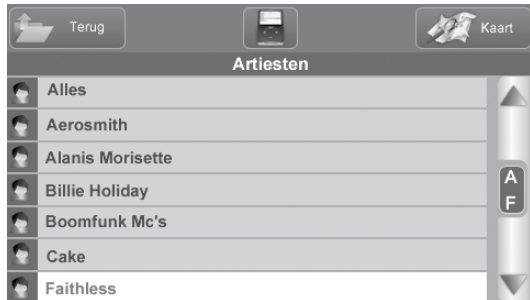 Terug
Kaart
Artiesten
Alles
Aerosmith
Alanis Morisette
Billie Holiday
Boomfunk Mc's
Cake
Faithless
A
F